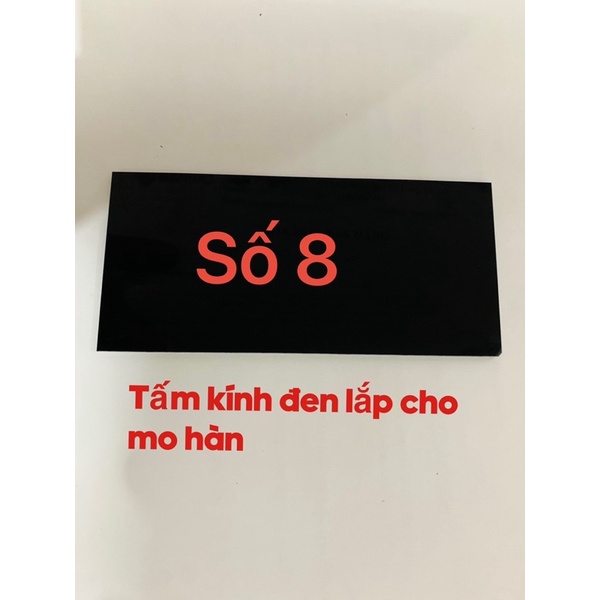 Số 8
Tấm kính đen lắp cho
mo hàn